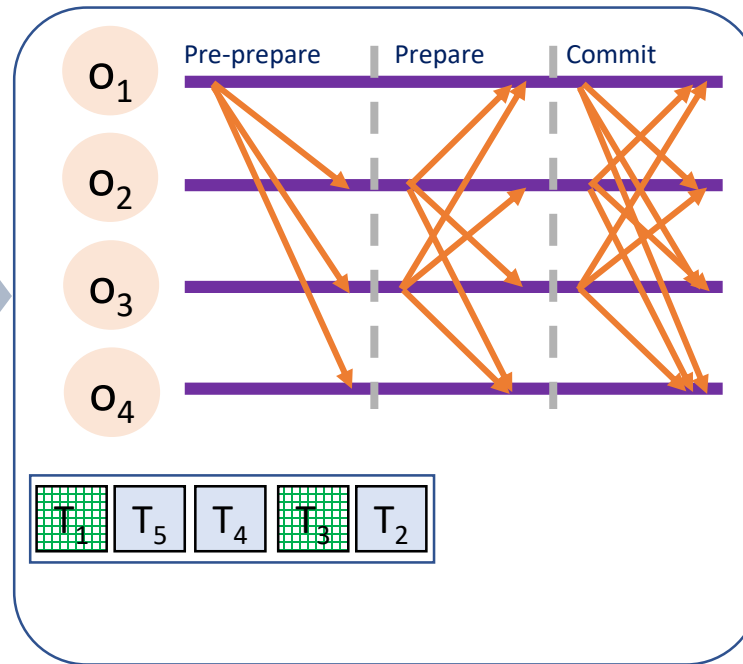 Pre-prepare Prepare Commit
o₁
o₂
o₃
o₄
T₁ T₅ T₄ T₃ T₂